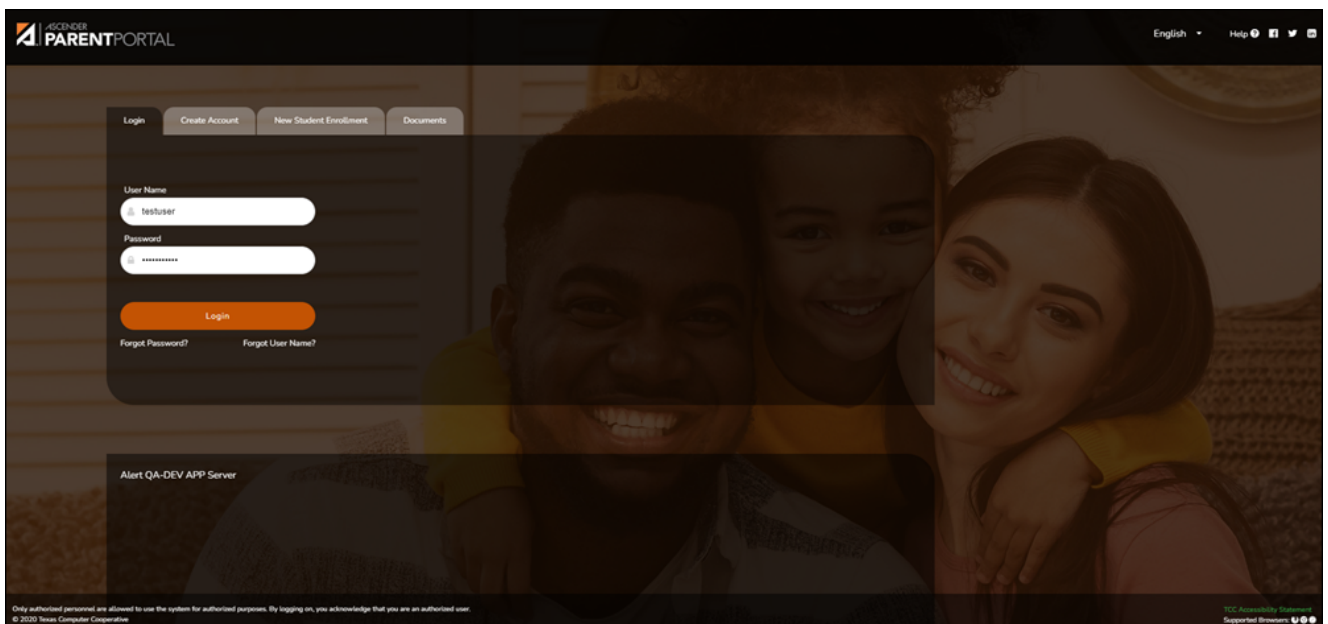 ASCENDER
PARENTPORTAL
English
Help
Login Create Account New Student Enrollment Documents
User Name
testuser
Password
Login
Forgot Password? Forgot User Name?
Alert QA-DEV APP Server
Only authorized personnel are allowed to use the system for authorized purposes. By logging on, you acknowledge that you are an authorized user.
© 2020 Texas Computer Cooperative
TCC Accessibility Statement
Supported Browsers: